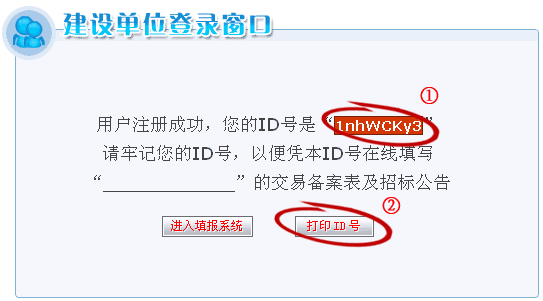 建设单位登录窗口
①
用户注册成功，您的ID号是“1nhWCKy3”
请牢记您的ID号，以便凭本ID号在线填写
“_______________”的交易备案表及招标公告
②
进入填报系统 打印ID号